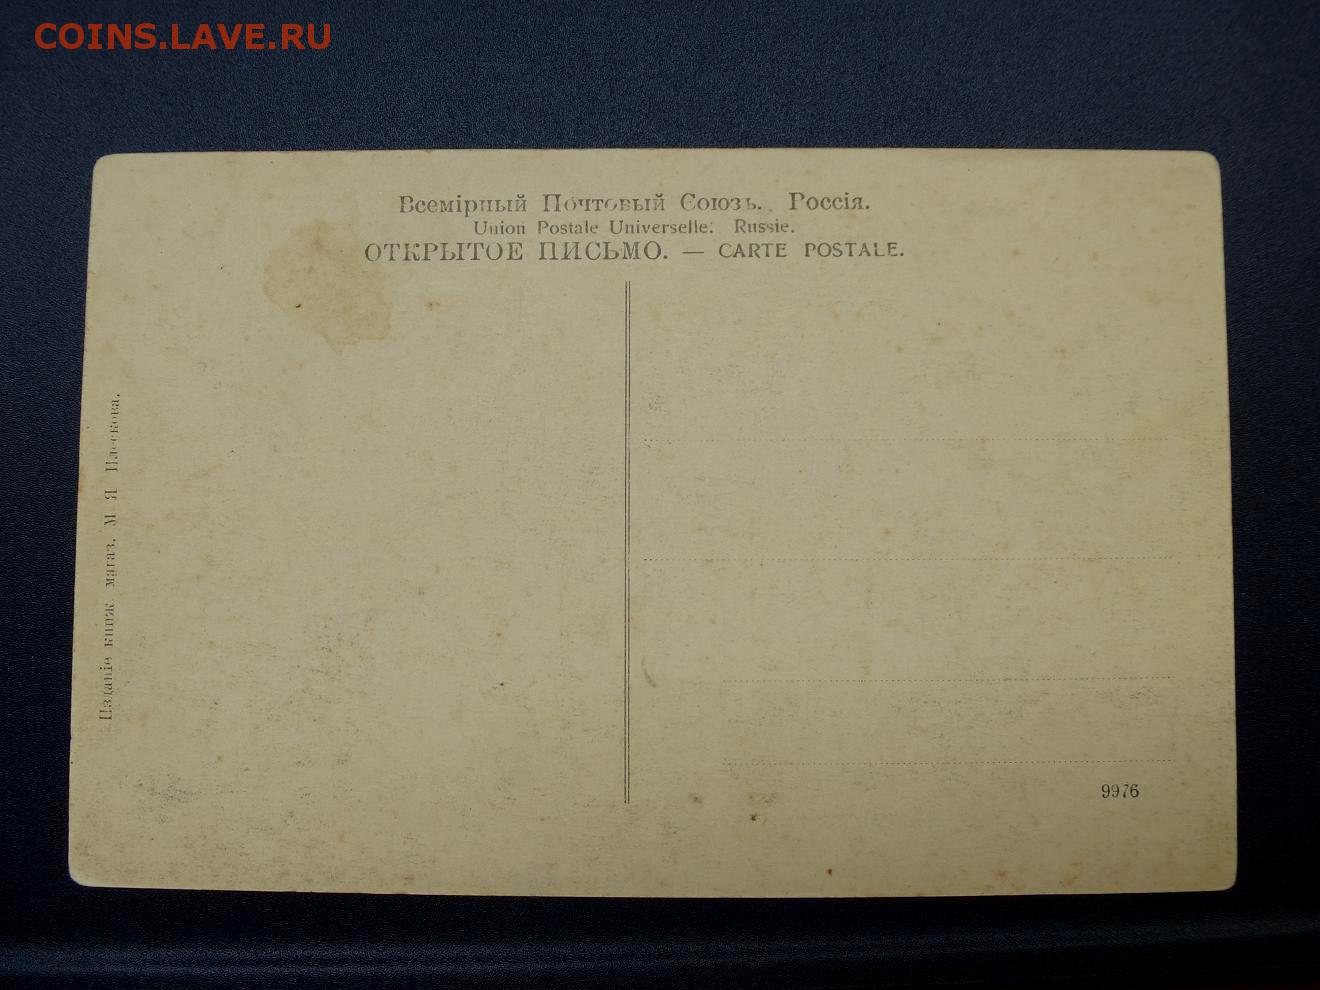 COINS.LAVE.RU
Всемірный Почтовый Союзъ. Россія.
Union Postale Universelle. Russie.
ОТКРЫТОЕ ПИСЬМО. — CARTE POSTALE.
Изданіе книж. магаз. М. Я. Плескова.
9976